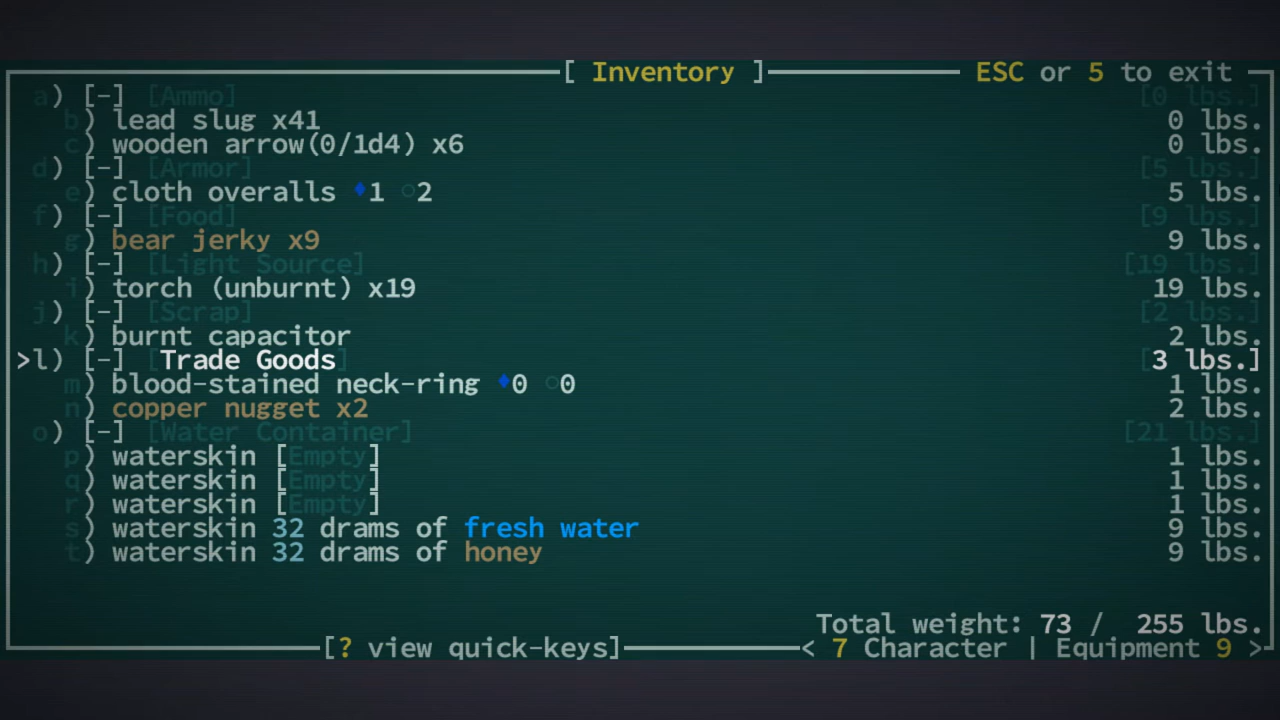 [ Inventory ] ESC or 5 to exit
a) [-] [Ammo] [0 lbs.]
b) lead slug x41 0 lbs.
c) wooden arrow(0/1d4) x6 0 lbs.
d) [-] [Armor] [5 lbs.]
e) cloth overalls ♦1 ○2 5 lbs.
f) [-] [Food] [9 lbs.]
g) bear jerky x9 9 lbs.
h) [-] [Light Source] [19 lbs.]
i) torch (unburnt) x19 19 lbs.
j) [-] [Scrap] [2 lbs.]
k) burnt capacitor 2 lbs.
>l) [-] [Trade Goods] [3 lbs.]
m) blood-stained neck-ring ♦0 ○0 1 lbs.
n) copper nugget x2 2 lbs.
o) [-] [Water Container] [21 lbs.]
p) waterskin [Empty] 1 lbs.
q) waterskin [Empty] 1 lbs.
r) waterskin [Empty] 1 lbs.
s) waterskin 32 drams of fresh water 9 lbs.
t) waterskin 32 drams of honey 9 lbs.
Total weight: 73 / 255 lbs.
[? view quick-keys] < 7 Character | Equipment 9 >